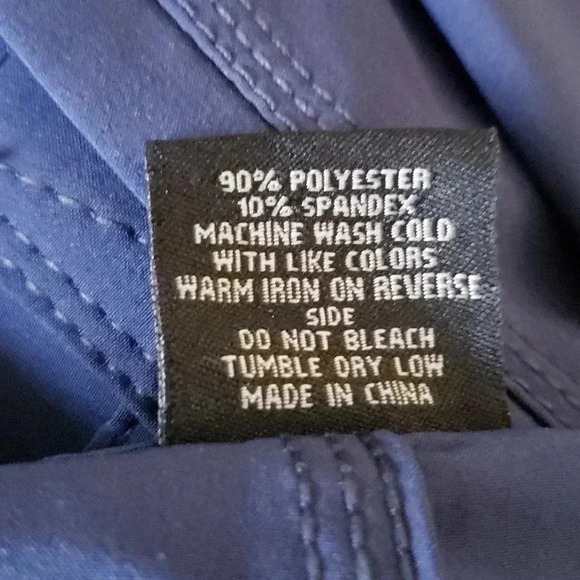 90% POLYESTER
10% SPANDEX
MACHINE WASH COLD
WITH LIKE COLORS
WARM IRON ON REVERSE
SIDE
DO NOT BLEACH
TUMBLE DRY LOW
MADE IN CHINA